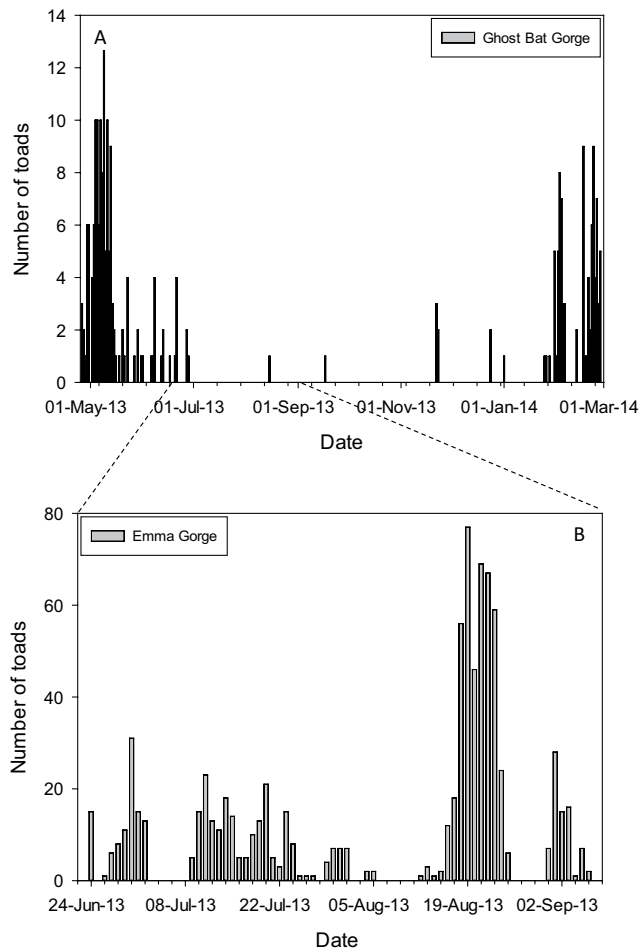 14
A
Ghost Bat Gorge
12
10
8
6
4
2
0
Number of toads
01-May-13 01-Jul-13 01-Sep-13 01-Nov-13 01-Jan-14 01-Mar-14
Date
80
Emma Gorge
B
60
40
20
0
Number of toads
24-Jun-13 08-Jul-13 22-Jul-13 05-Aug-13 19-Aug-13 02-Sep-13
Date